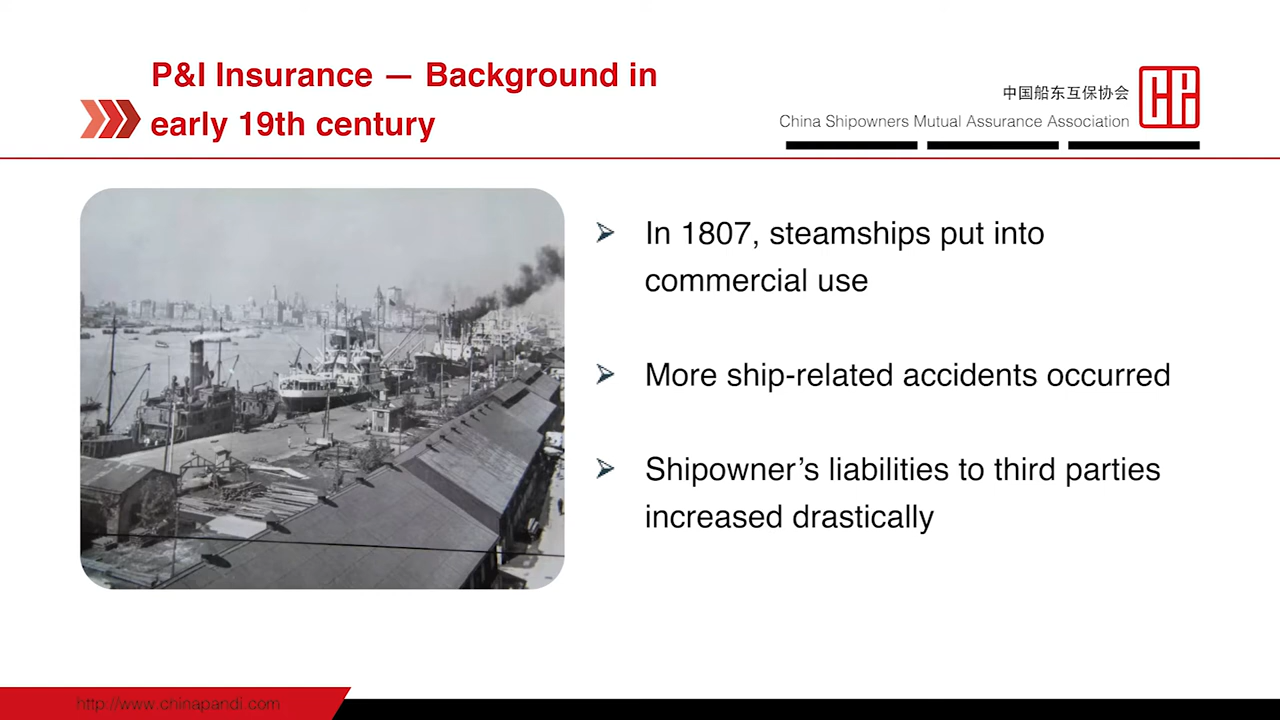 P&I Insurance — Background in
early 19th century
中国船东互保协会
China Shipowners Mutual Assurance Association
CPI
In 1807, steamships put into
commercial use
More ship-related accidents occurred
Shipowner’s liabilities to third parties
increased drastically
http://www.chinapandi.com